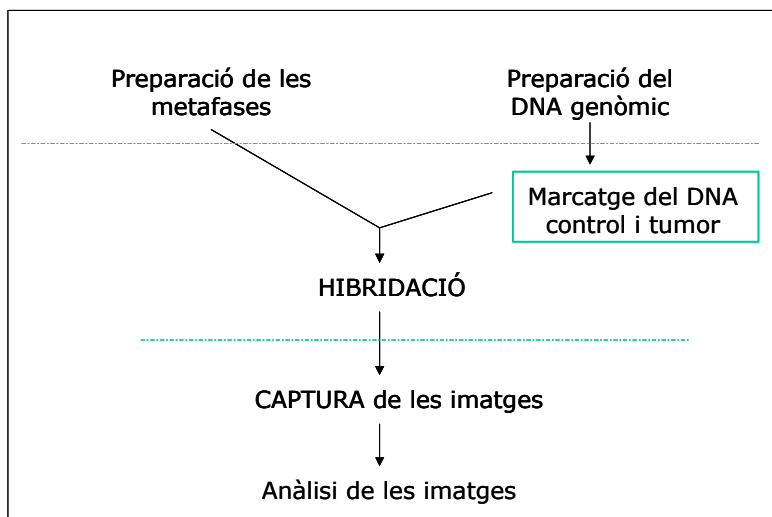 Preparació de les
metafases
Preparació del
DNA genòmic
Marcatge del DNA
control i tumor
HIBRIDACIÓ
CAPTURA de les imatges
Anàlisi de les imatges